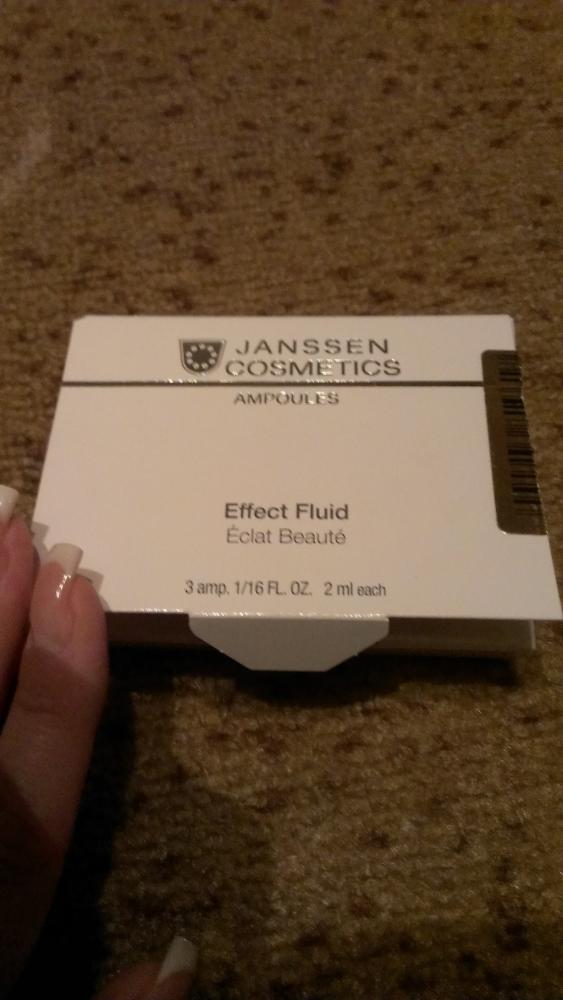 JANSSEN
COSMETICS
AMPOULES
Effect Fluid
Éclat Beauté
3 amp. 1/16 FL. OZ. 2 ml each